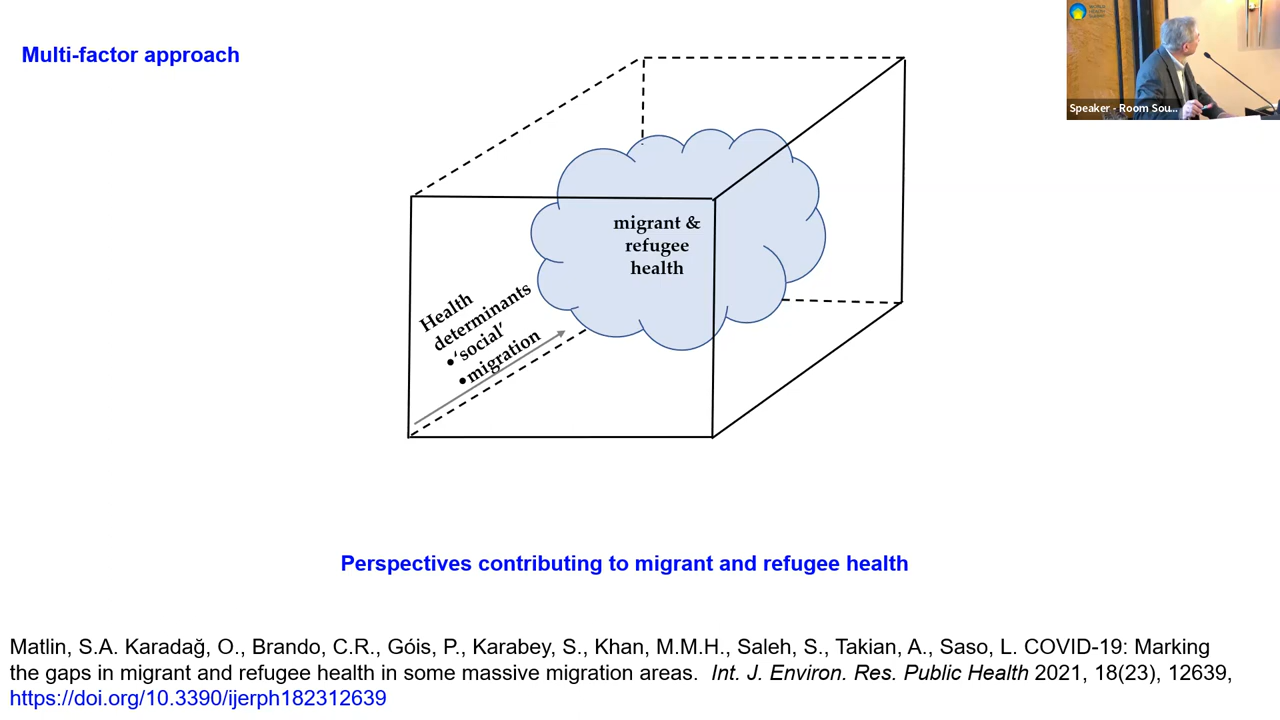 Multi-factor approach
WORLD
HEALTH
SUMMIT
Speaker - Room Sou...
migrant &
refugee
health
Health
determinants
•‘social’
•migration
Perspectives contributing to migrant and refugee health
Matlin, S.A. Karadağ, O., Brando, C.R., Góis, P., Karabey, S., Khan, M.M.H., Saleh, S., Takian, A., Saso, L. COVID-19: Marking
the gaps in migrant and refugee health in some massive migration areas. Int. J. Environ. Res. Public Health 2021, 18(23), 12639,
https://doi.org/10.3390/ijerph182312639